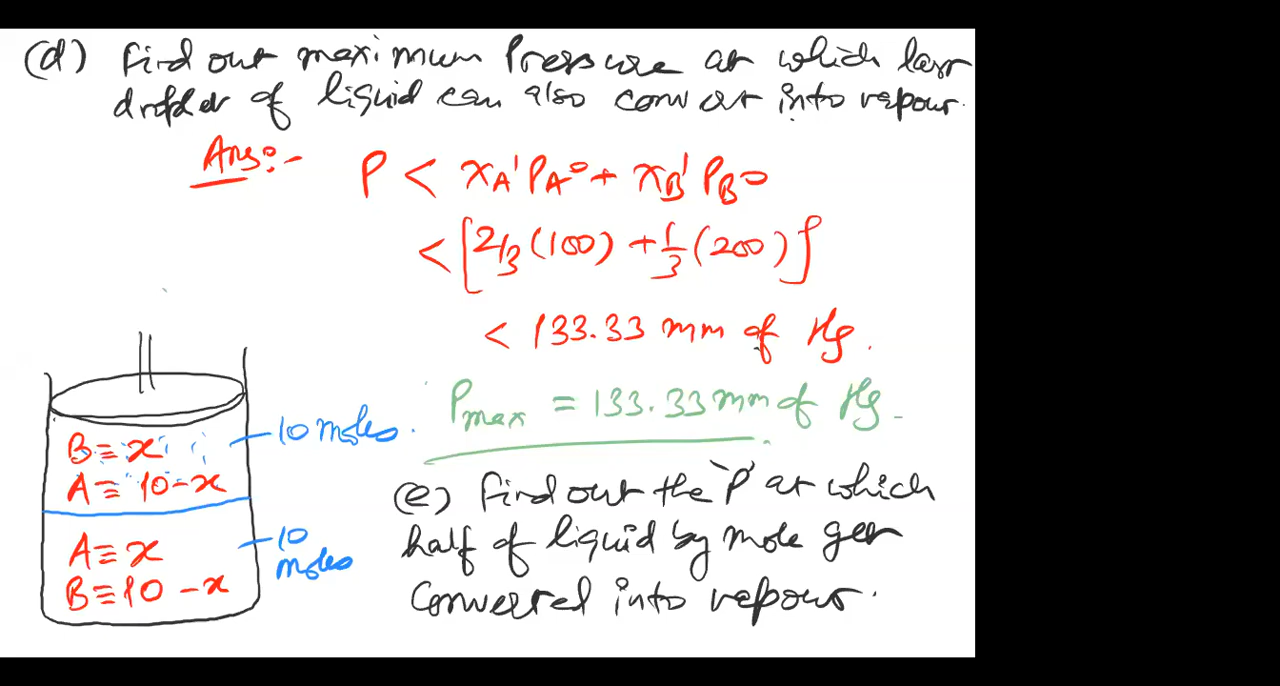 (d) Find out maximum Pressure at which last
droplet of liquid can also convert into vapour.
Ans:-
P < xA' PA° + xB' PB°
< [2/3 (100) + 1/3 (200)]
< 133.33 mm of Hg.
Pmax = 133.33 mm of Hg.
B ≡ x
A ≡ 10-x
10 moles.
A ≡ x
B ≡ 10-x
10
moles
(e) Find out the 'P' at which
half of liquid by mole get
converted into vapour.